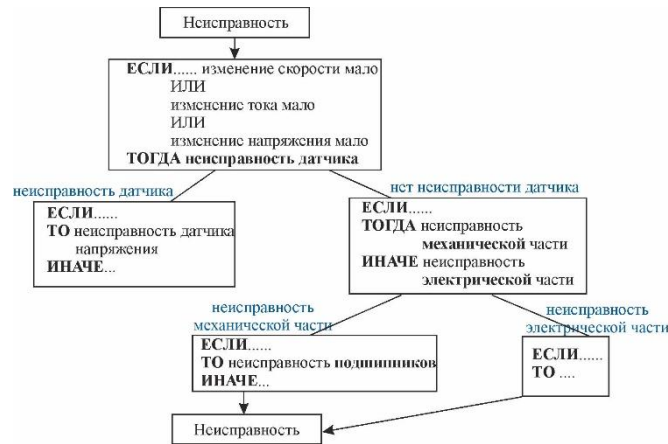 Неисправность
ЕСЛИ...... изменение скорости мало
ИЛИ
изменение тока мало
ИЛИ
изменение напряжения мало
ТОГДА неисправность датчика
неисправность датчика
нет неисправности датчика
ЕСЛИ......
ТО неисправность датчика
напряжения
ИНАЧЕ...
ЕСЛИ......
ТОГДА неисправность
механической части
ИНАЧЕ неисправность
электрической части
неисправность
механической части
неисправность
электрической части
ЕСЛИ......
ТО неисправность подшипников
ИНАЧЕ...
ЕСЛИ......
ТО ....
Неисправность